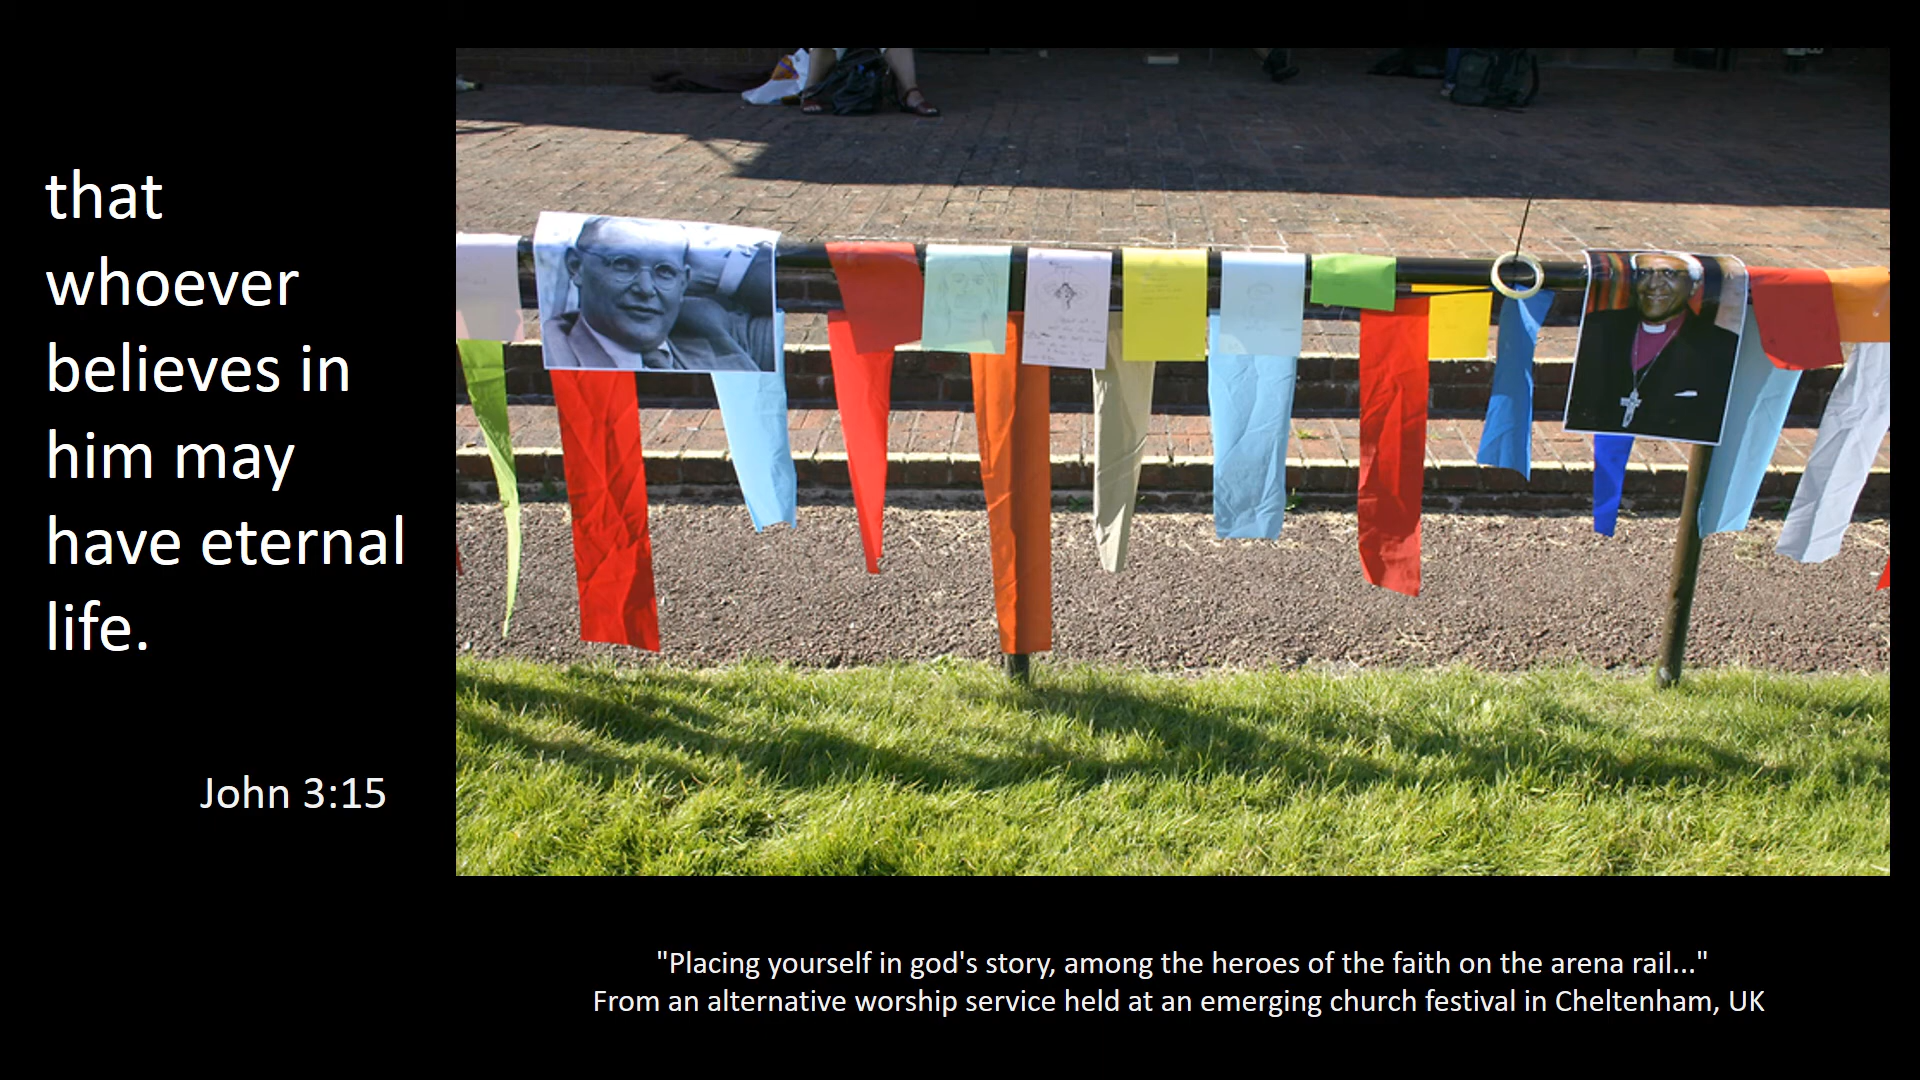 that
whoever
believes in
him may
have eternal
life.
John 3:15
"Placing yourself in god's story, among the heroes of the faith on the arena rail..."
From an alternative worship service held at an emerging church festival in Cheltenham, UK